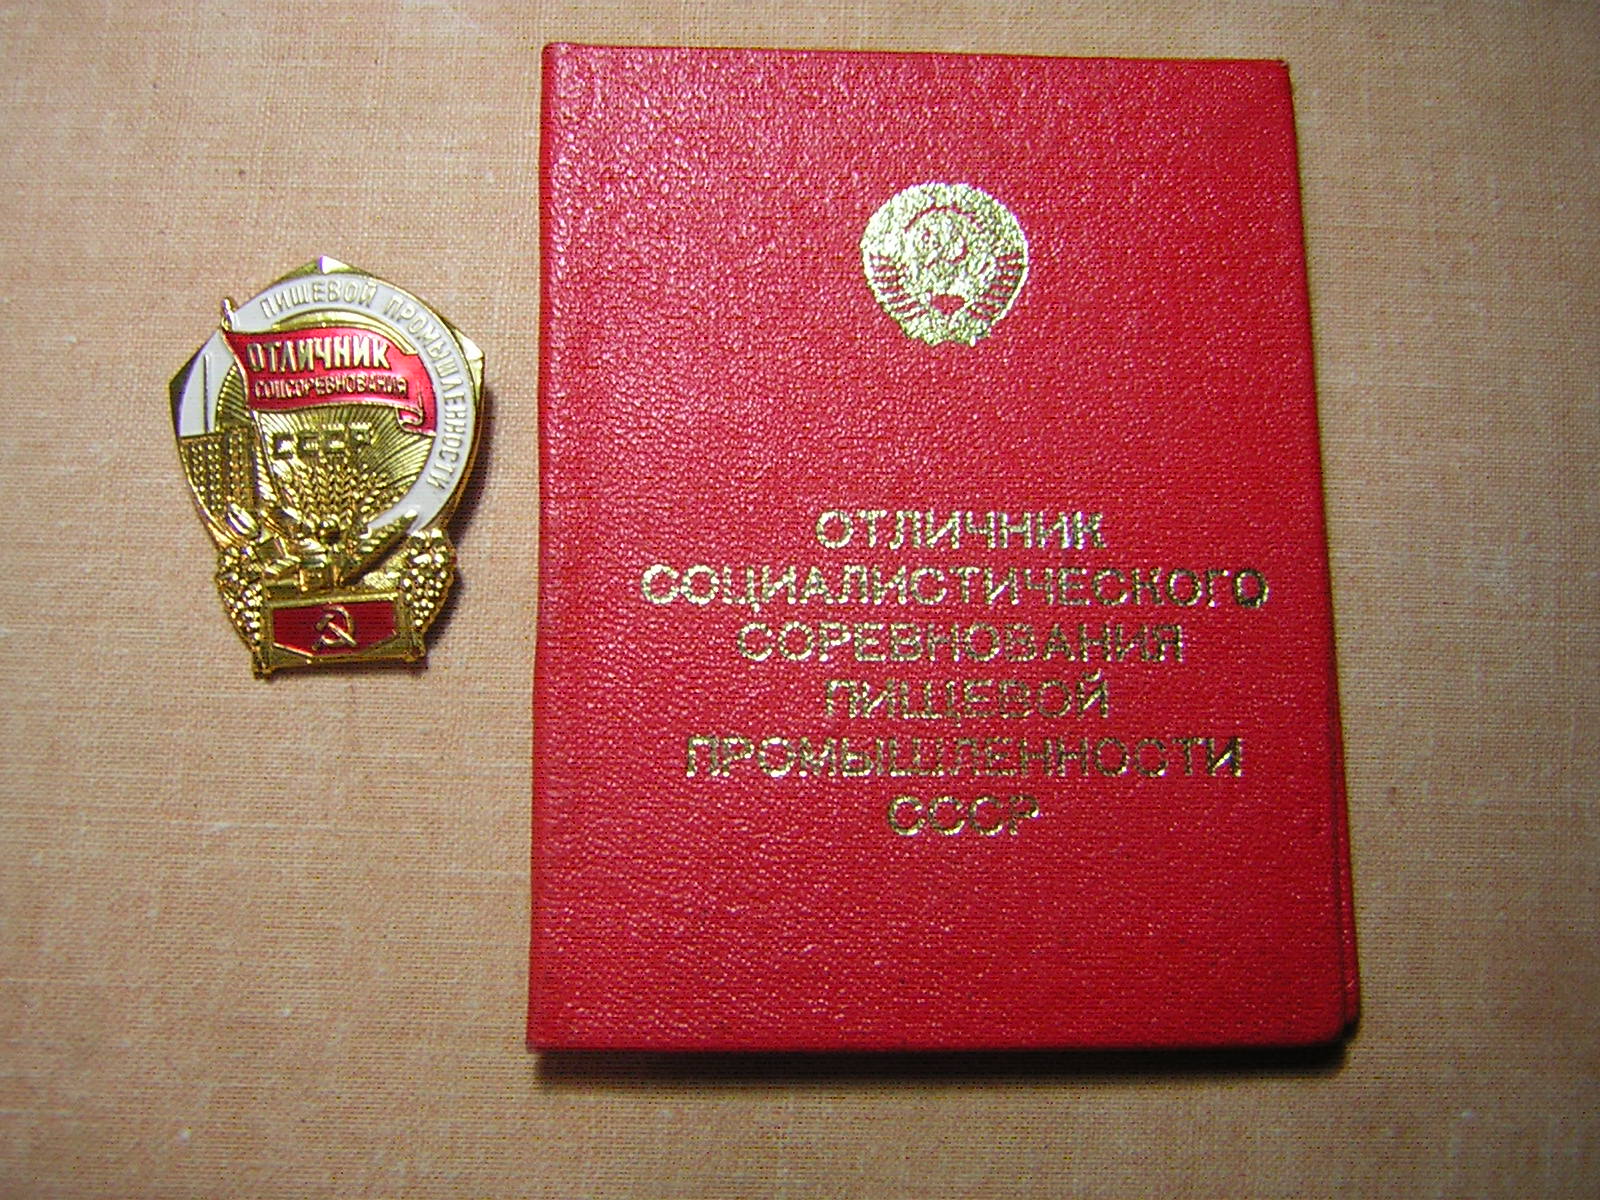 ПИЩЕВОЙ ПРОМЫШЛЕННОСТИ
ОТЛИЧНИК
СОЦСОРЕВНОВАНИЯ
СССР
ОТЛИЧНИК
СОЦИАЛИСТИЧЕСКОГО
СОРЕВНОВАНИЯ
ПИЩЕВОЙ
ПРОМЫШЛЕННОСТИ
СССР